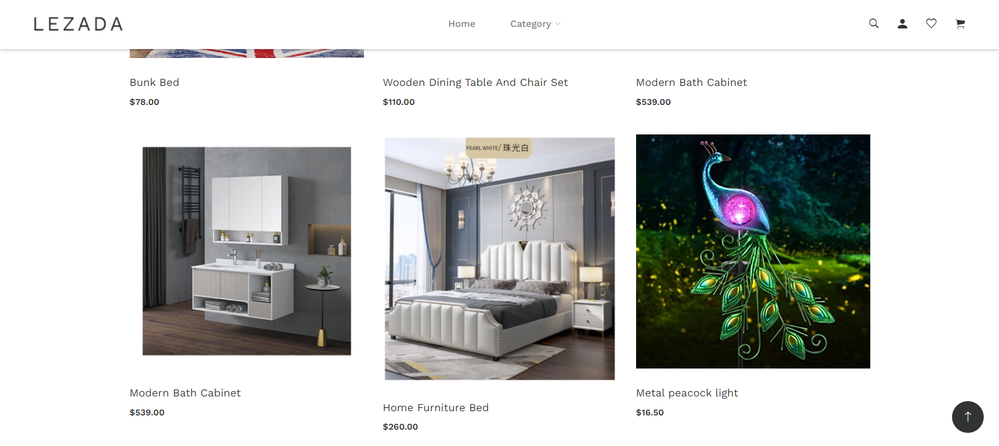 LEZADA
Home
Category
Bunk Bed
$78.00
Wooden Dining Table And Chair Set
$110.00
Modern Bath Cabinet
$539.00
PEARL WHITE/ 珠光白
Modern Bath Cabinet
$539.00
Home Furniture Bed
$260.00
Metal peacock light
$16.50